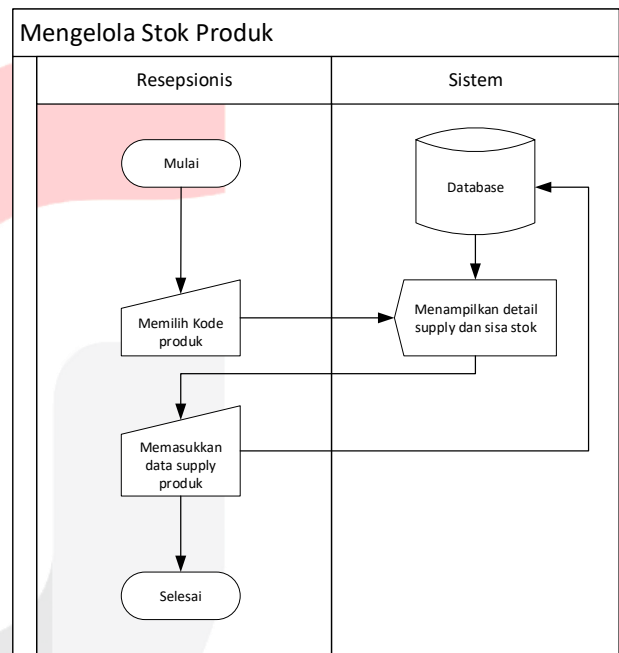 Mengelola Stok Produk
Resepsionis
Sistem
Mulai
Database
Memilih Kode
produk
Menampilkan detail
supply dan sisa stok
Memasukkan
data supply
produk
Selesai